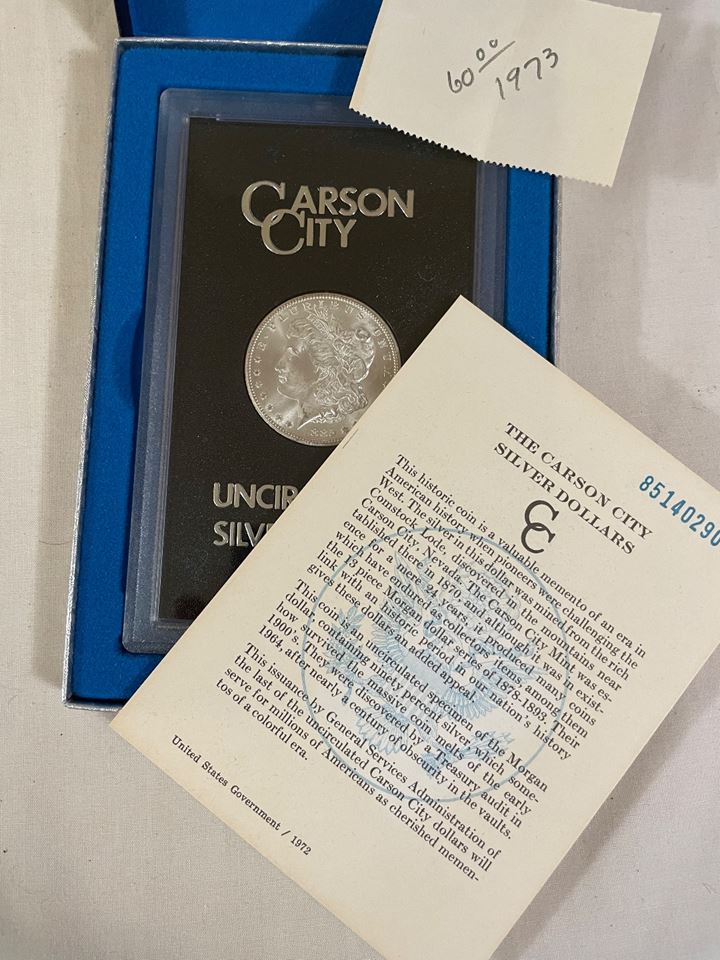 60⁰⁰
1973
CARSON
CITY
E PLURIBUS UNU
1885
UNCIR
SILV
THE CARSON CITY
SILVER DOLLARS
85140290
CC
This historic coin is a valuable memento of an era in
American history when pioneers were challenging the
West. The silver in this dollar was mined from the rich
Comstock Lode, discovered in the mountains near
Carson City, Nevada. The Carson City Mint was es-
tablished there in 1870, and although it was in exist-
ence for a mere 23 years, it produced many coins
which have endured as collectors' items, among them
the 13 piece Morgan dollar series of 1878-1893. Their
link with an historic period in our nation's history
gives these dollars an added appeal.
This coin is an uncirculated specimen of the Morgan
dollar, containing ninety percent silver, which some-
how survived the massive coin melts of the early
1900's. They were discovered by a Treasury audit in
1964, after nearly a century of obscurity in the vaults.
This issuance by General Services Administration of
the last of the uncirculated Carson City dollars will
serve for millions of Americans as cherished memen-
tos of a colorful era.
United States Government / 1972